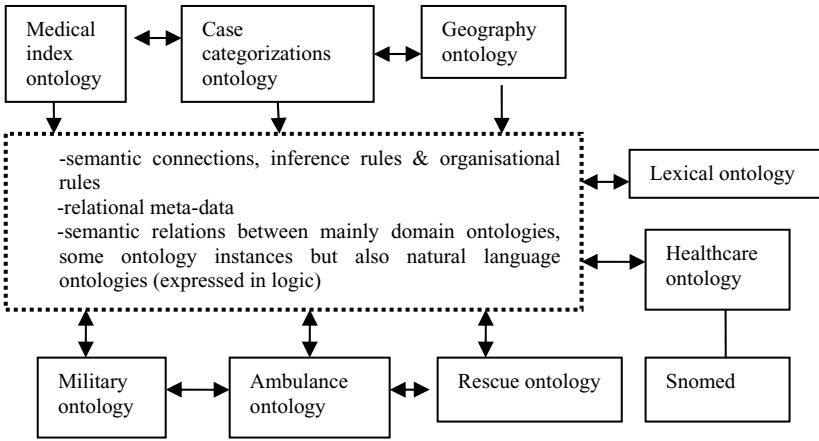 Medical
index
ontology
Case
categorizations
ontology
Geography
ontology
-semantic connections, inference rules & organisational
rules
-relational meta-data
-semantic relations between mainly domain ontologies,
some ontology instances but also natural language
ontologies (expressed in logic)
Lexical ontology
Healthcare
ontology
Military
ontology
Ambulance
ontology
Rescue ontology
Snomed